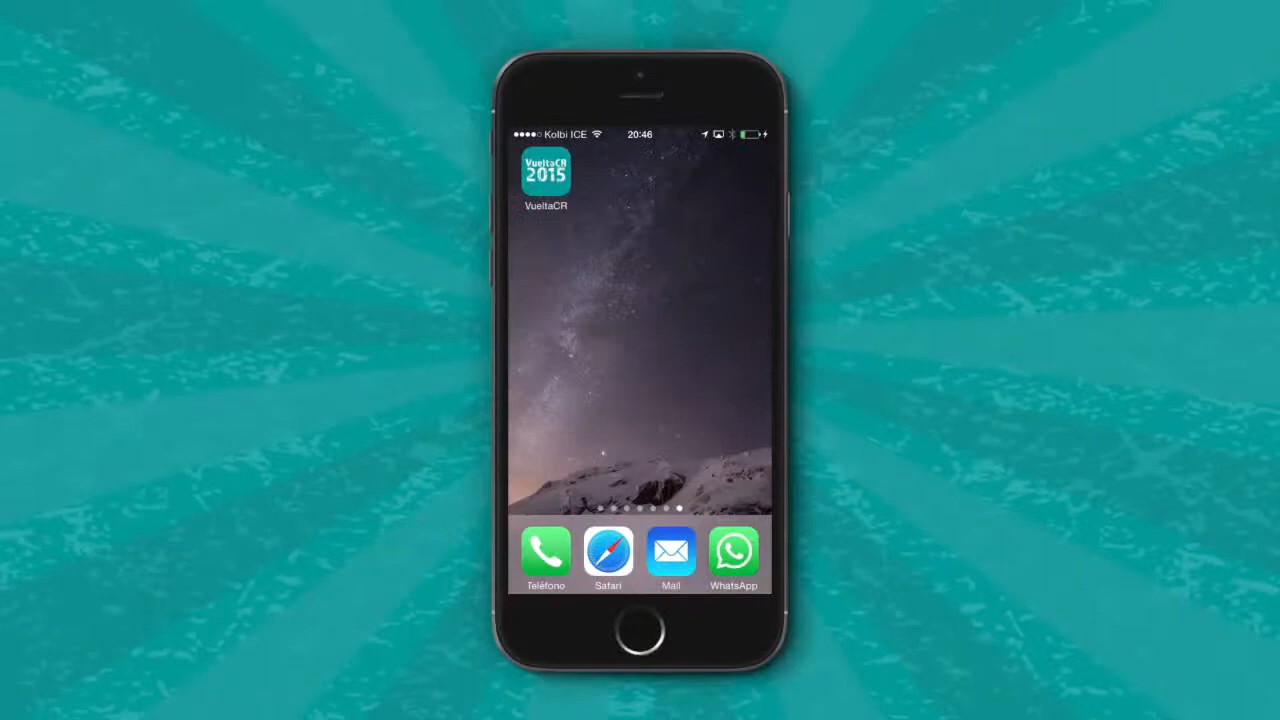 Kolbi ICE 20:46
VueltaCR
2015
VueltaCR
Teléfono Safari Mail WhatsApp